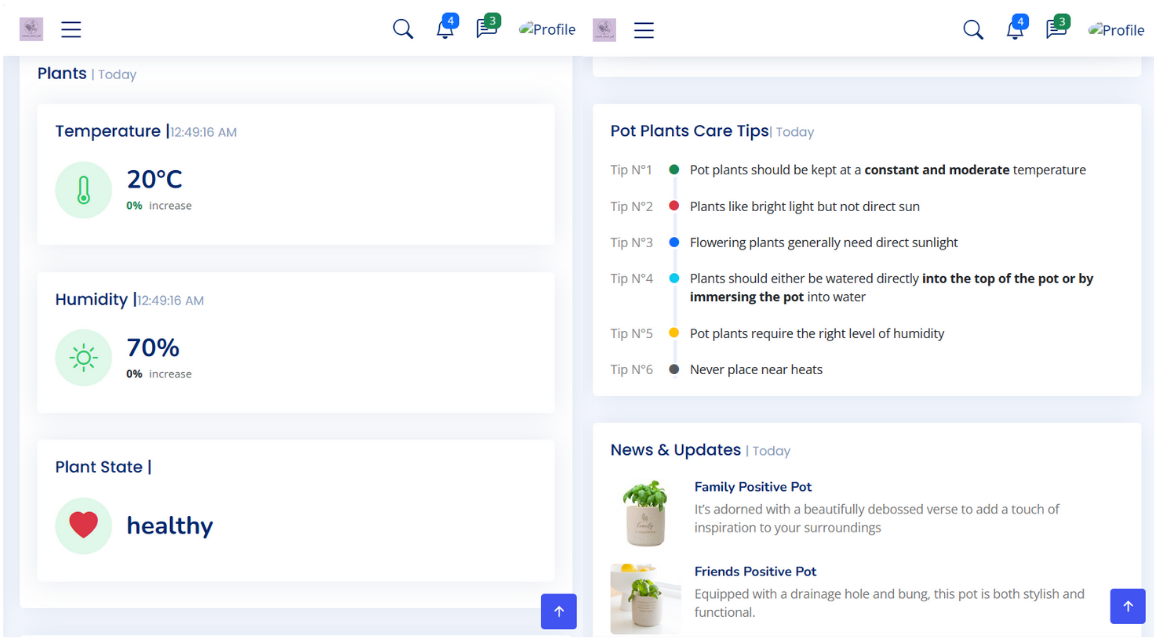 4
3
Profile
Plants | Today
Temperature |12:49:16 AM
20°C
0% increase
Humidity |12:49:16 AM
70%
0% increase
Plant State |
healthy
4
3
Profile
Pot Plants Care Tips| Today
Tip N°1 Pot plants should be kept at a constant and moderate temperature
Tip N°2 Plants like bright light but not direct sun
Tip N°3 Flowering plants generally need direct sunlight
Tip N°4 Plants should either be watered directly into the top of the pot or by
immersing the pot into water
Tip N°5 Pot plants require the right level of humidity
Tip N°6 Never place near heats
News & Updates | Today
Family Positive Pot
It's adorned with a beautifully debossed verse to add a touch of
inspiration to your surroundings
Friends Positive Pot
Equipped with a drainage hole and bung, this pot is both stylish and
functional.